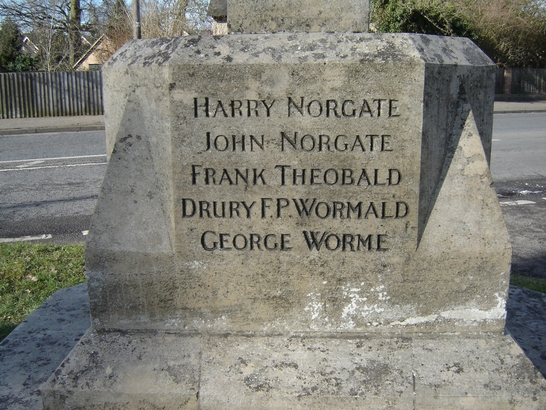 HARRY NORGATE
JOHN NORGATE
FRANK THEOBALD
DRURY F.P. WORMALD
GEORGE WORME